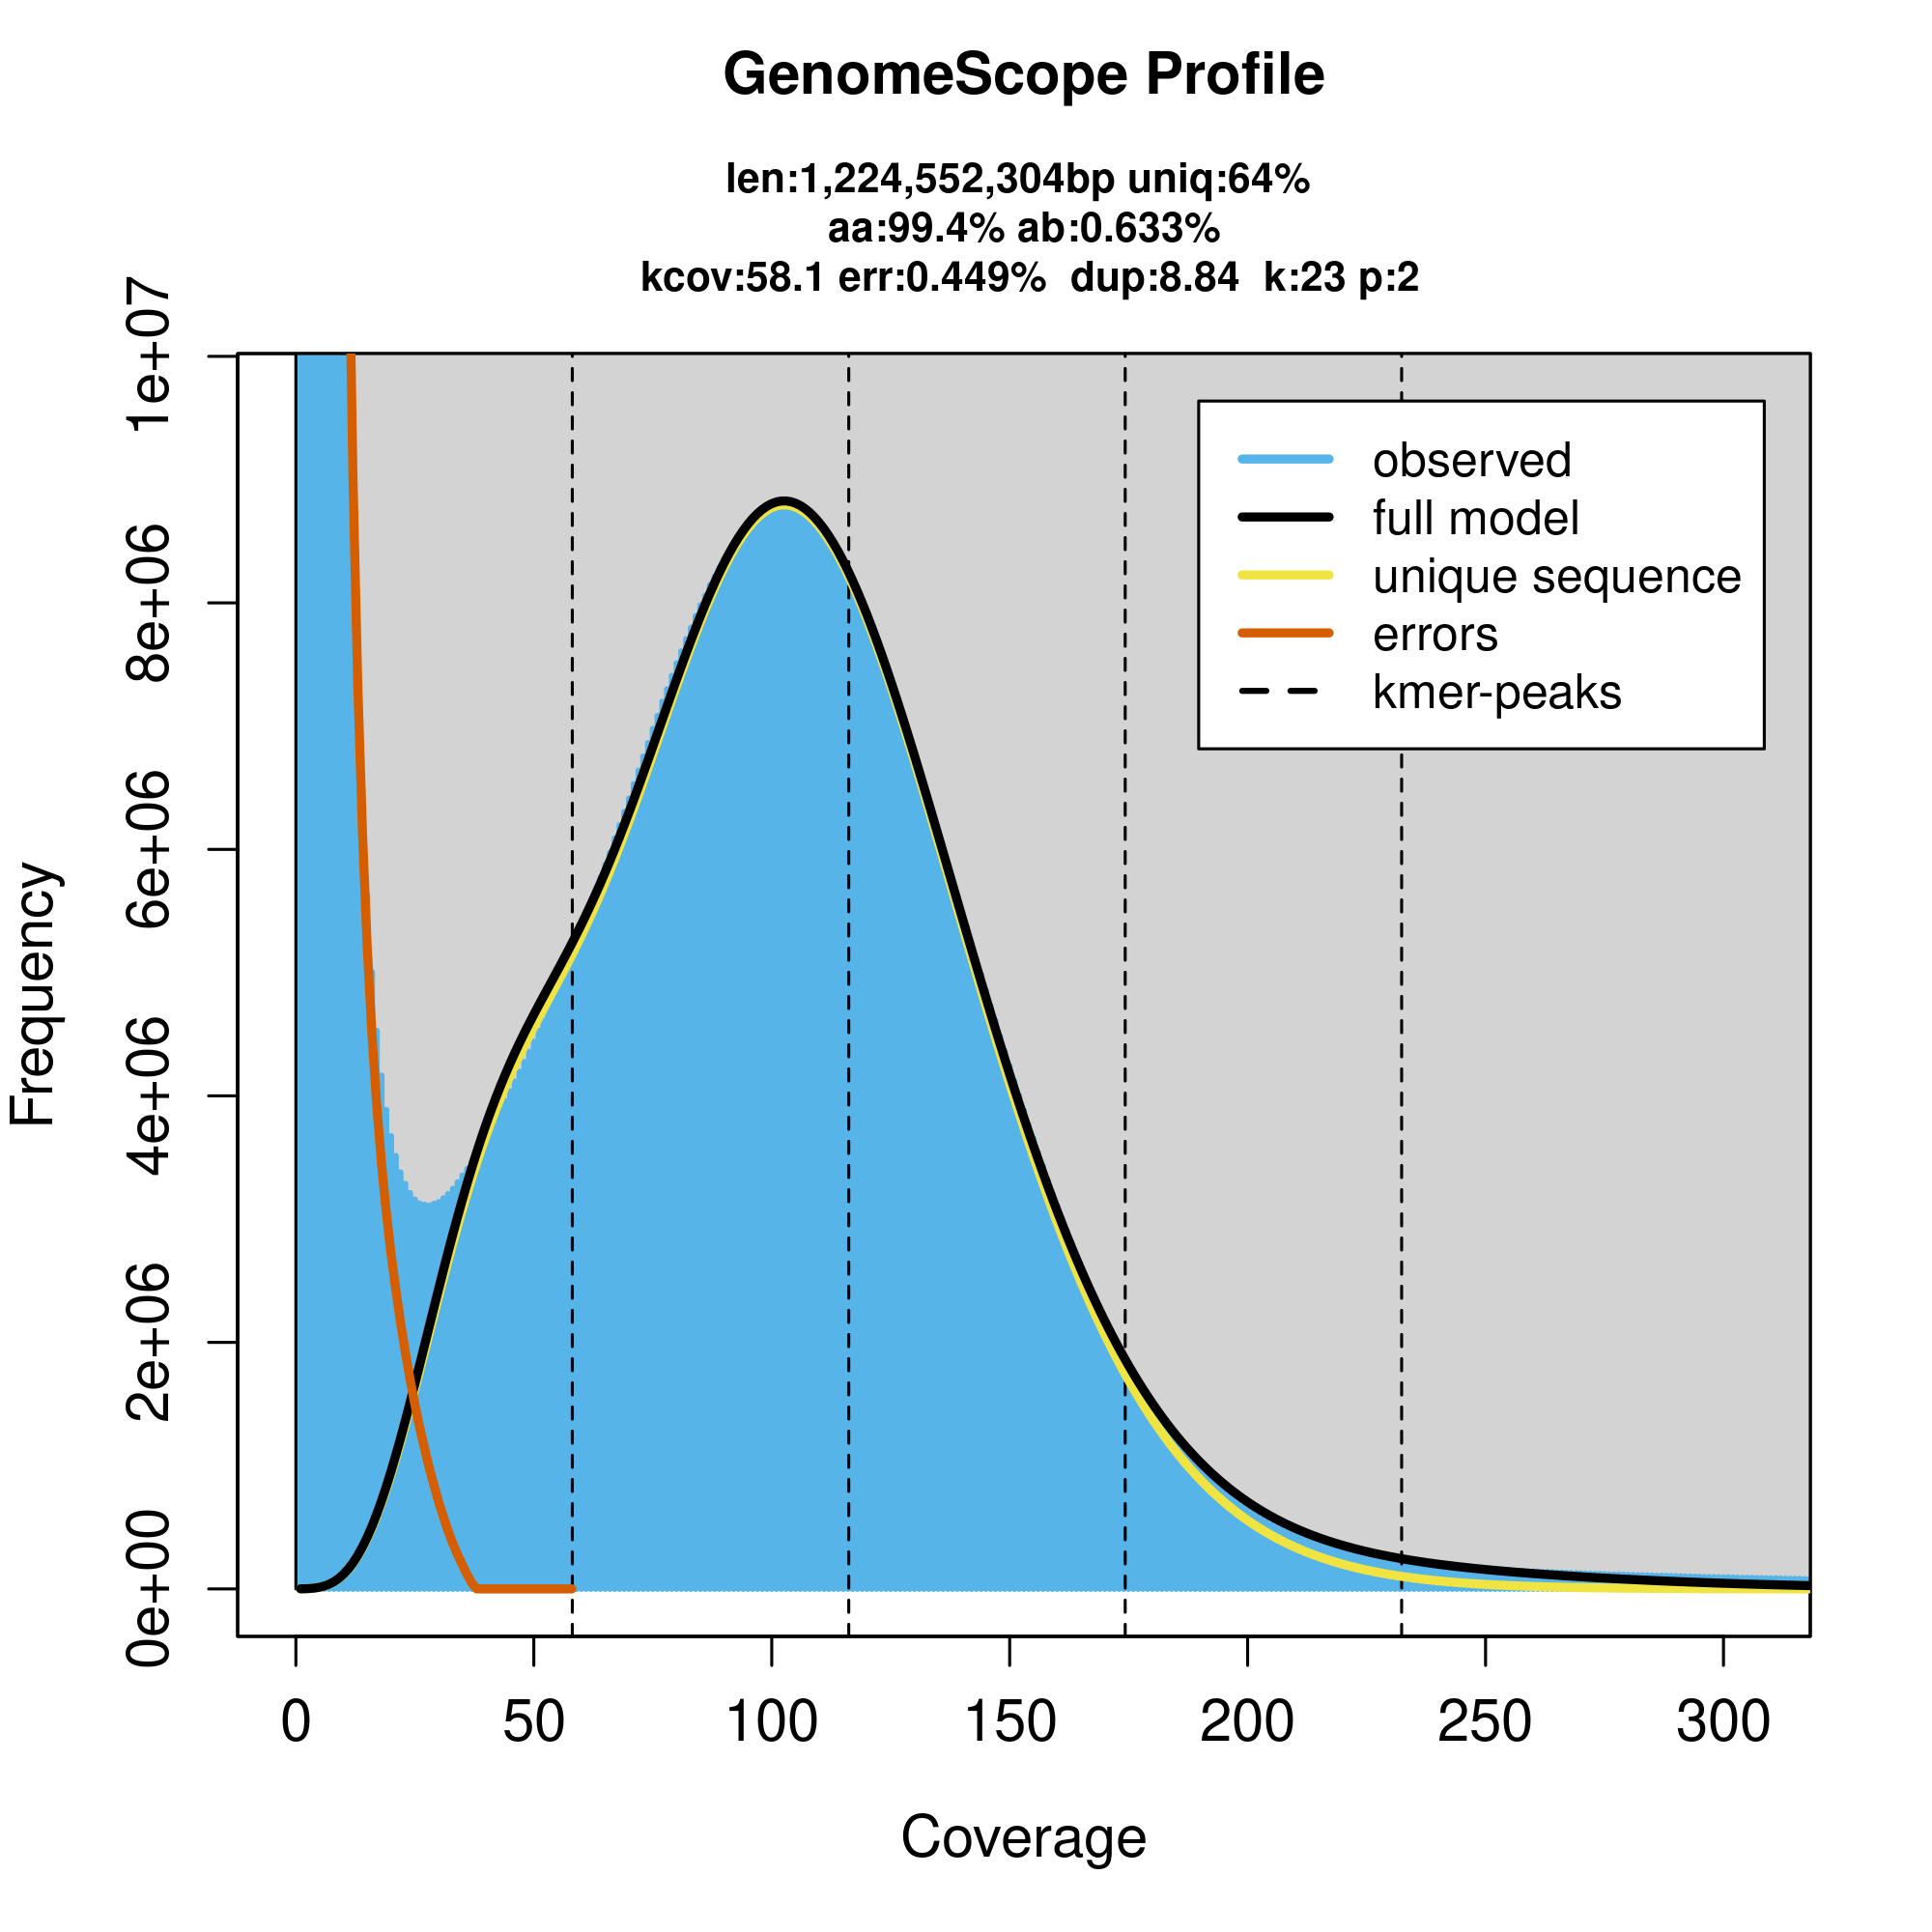 GenomeScope Profile
len:1,224,552,304bp uniq:64%
aa:99.4% ab:0.633%
kcov:58.1 err:0.449%  dup:8.84  k:23 p:2
observed
full model
unique sequence
errors
kmer-peaks
Frequency
1e+07
8e+06
6e+06
4e+06
2e+06
0e+00
0 50 100 150 200 250 300
Coverage